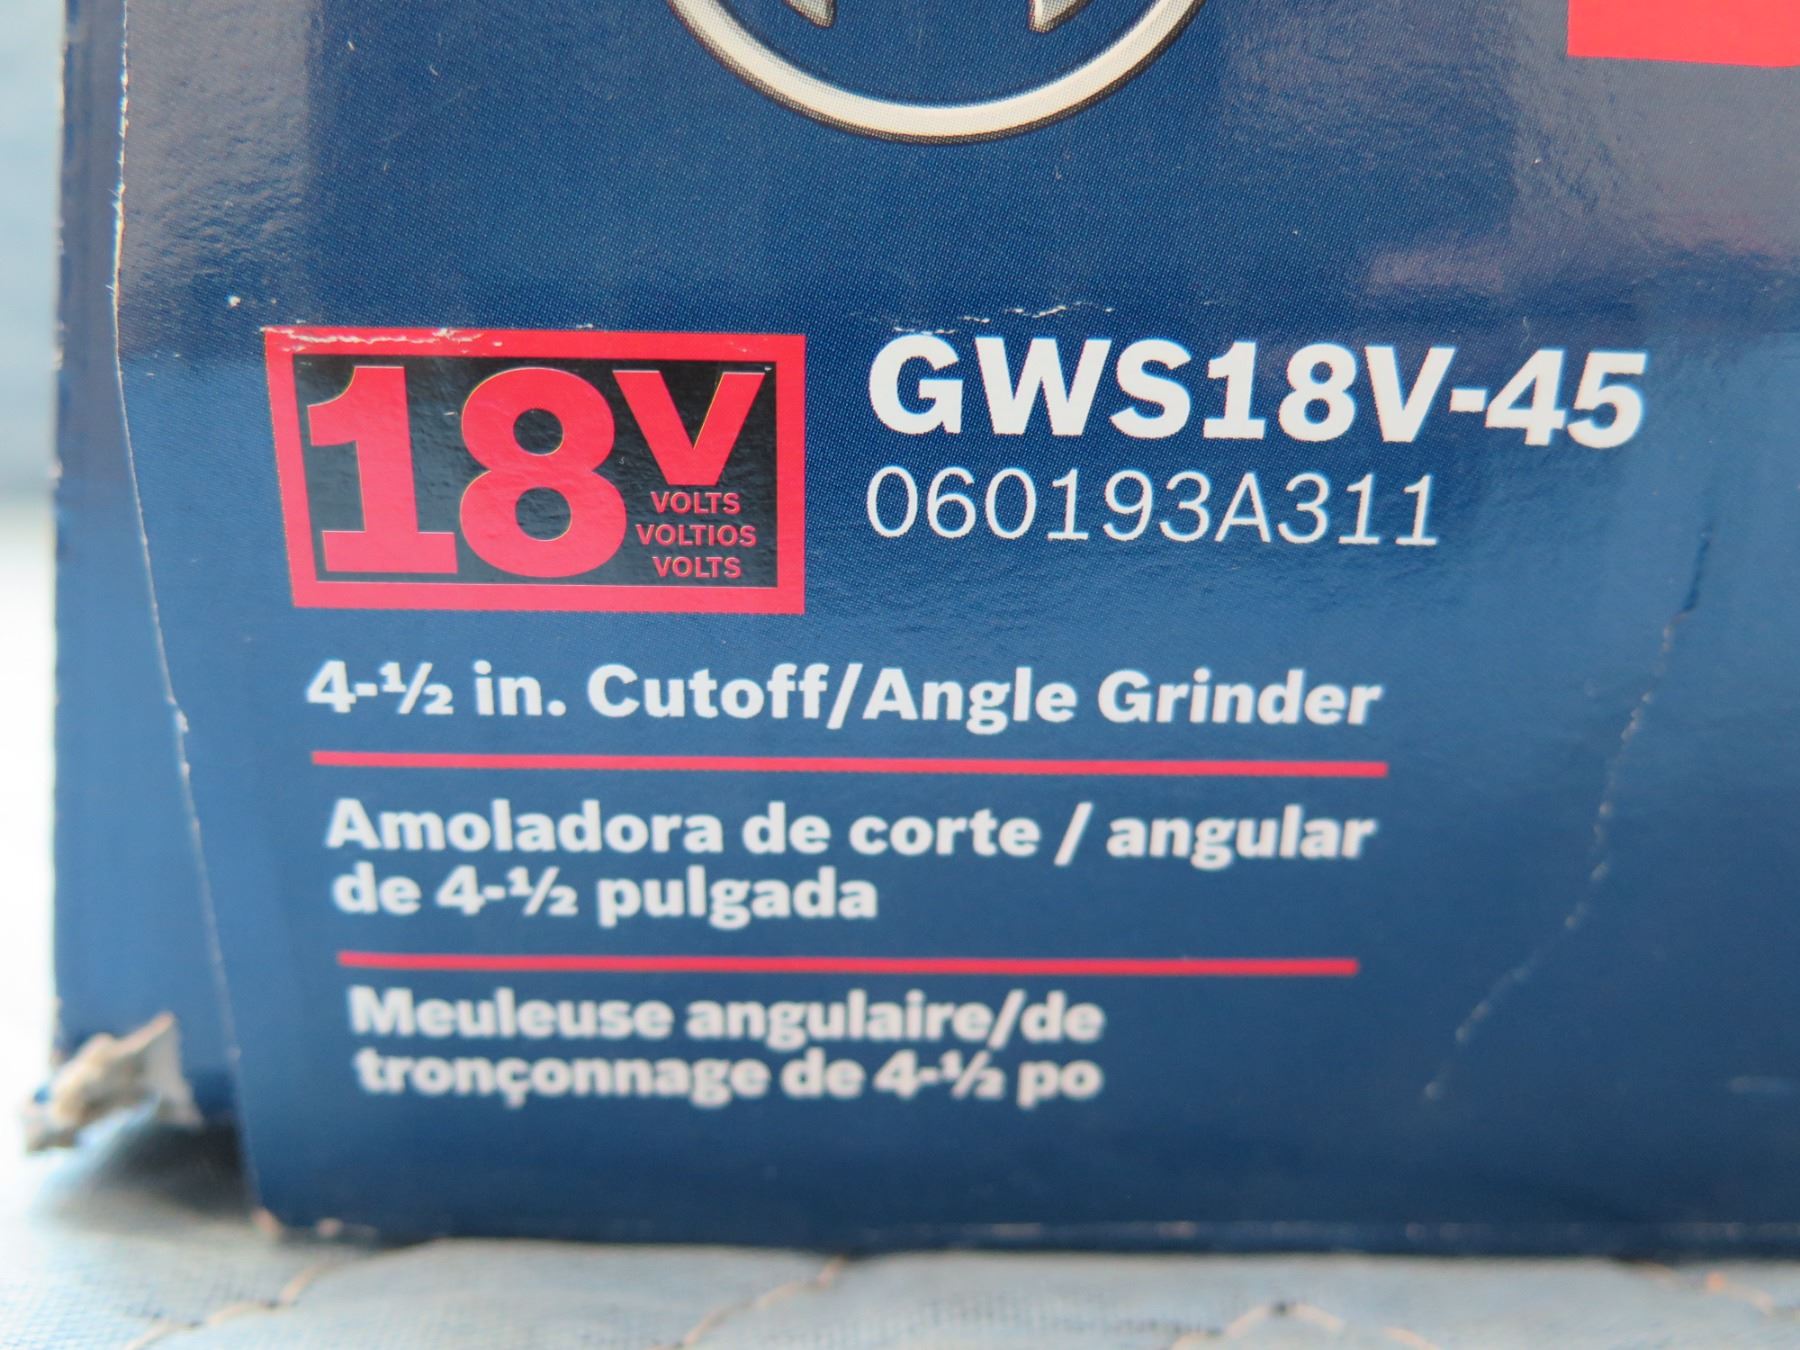 18V
VOLTS
VOLTIOS
VOLTS
GWS18V-45
060193A311
4-½ in. Cutoff/Angle Grinder
Amoladora de corte / angular
de 4-½ pulgada
Meuleuse angulaire/de
tronçonnage de 4-½ po